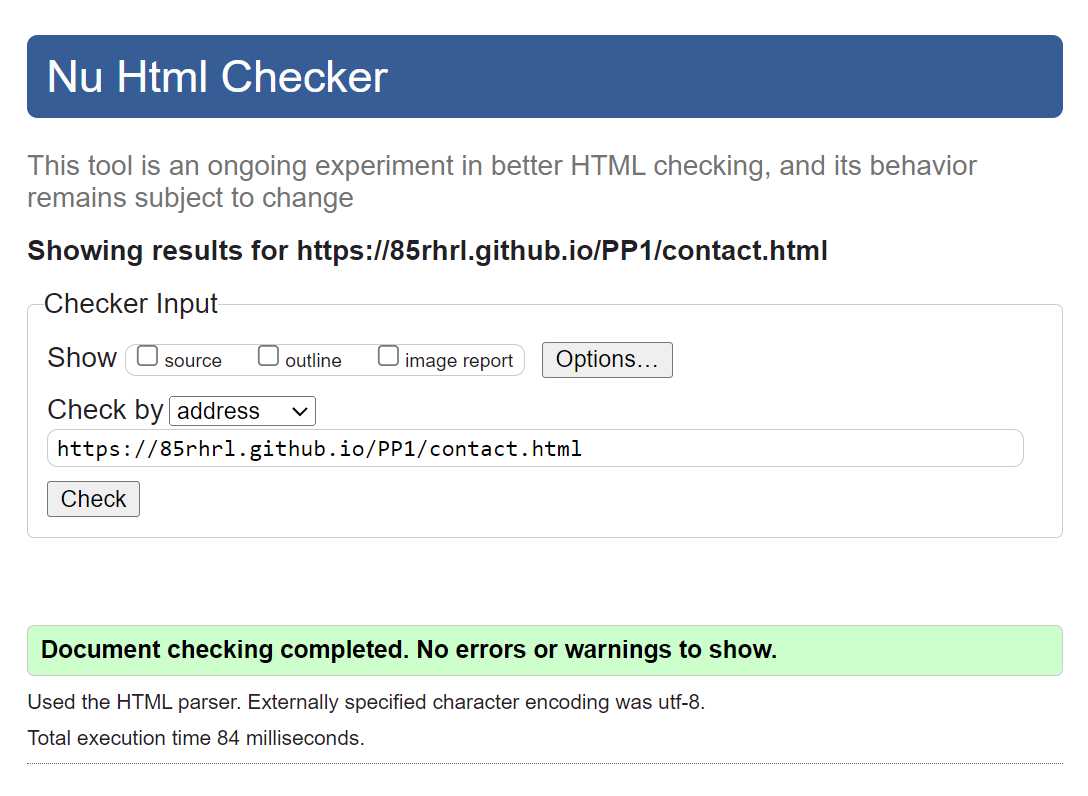 Nu Html Checker
This tool is an ongoing experiment in better HTML checking, and its behavior
remains subject to change
Showing results for https://85rhrl.github.io/PP1/contact.html
Checker Input
Show source outline image report Options...
Check by address
https://85rhrl.github.io/PP1/contact.html
Check
Document checking completed. No errors or warnings to show.
Used the HTML parser. Externally specified character encoding was utf-8.
Total execution time 84 milliseconds.